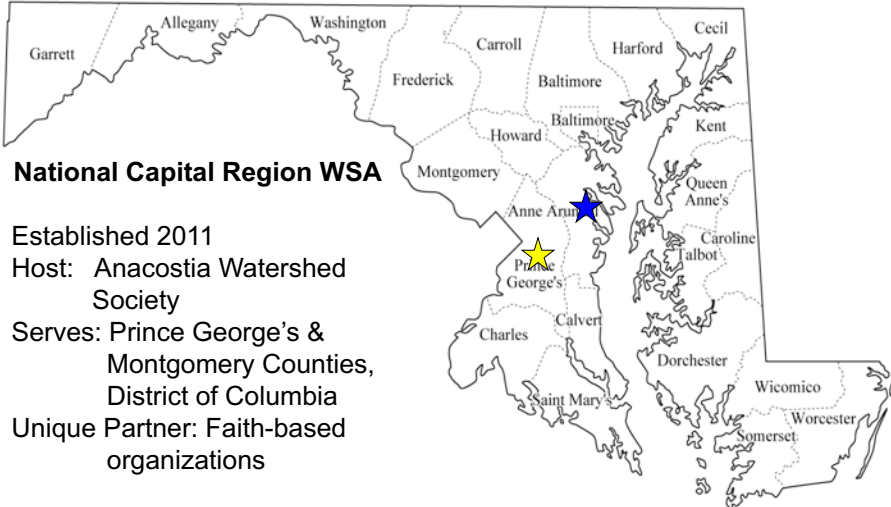 Allegany
Washington
Cecil
Garrett
Carroll
Harford
Frederick
Baltimore
Baltimore
Kent
Howard
National Capital Region WSA
Montgomery
Queen
Anne's
Anne Arundel
Established 2011
Caroline
Host: Anacostia Watershed
Talbot
Society
Prince
George's
Serves: Prince George’s &
Calvert
Charles
Montgomery Counties,
Dorchester
District of Columbia
Wicomico
Saint Mary's
Unique Partner: Faith-based
Worcester
Somerset
organizations